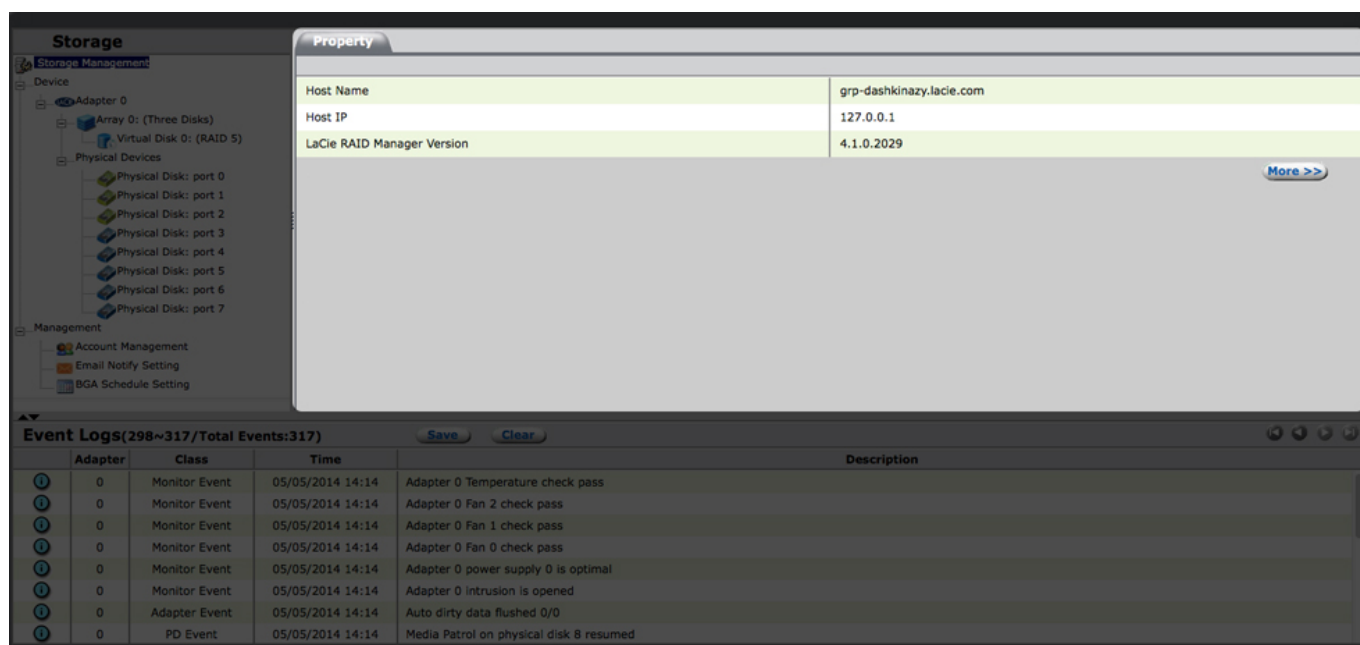 Storage
Storage Management
Device
Adapter 0
Array 0: (Three Disks)
Virtual Disk 0: (RAID 5)
Physical Devices
Physical Disk: port 0
Physical Disk: port 1
Physical Disk: port 2
Physical Disk: port 3
Physical Disk: port 4
Physical Disk: port 5
Physical Disk: port 6
Physical Disk: port 7
Management
Account Management
Email Notify Setting
BGA Schedule Setting
Property
Host Name grp-dashkinazy.lacie.com
Host IP 127.0.0.1
LaCie RAID Manager Version 4.1.0.2029
More >>
Event Logs(298~317/Total Events:317) Save Clear
Adapter Class Time Description
0 Monitor Event 05/05/2014 14:14 Adapter 0 Temperature check pass
0 Monitor Event 05/05/2014 14:14 Adapter 0 Fan 2 check pass
0 Monitor Event 05/05/2014 14:14 Adapter 0 Fan 1 check pass
0 Monitor Event 05/05/2014 14:14 Adapter 0 Fan 0 check pass
0 Monitor Event 05/05/2014 14:14 Adapter 0 power supply 0 is optimal
0 Monitor Event 05/05/2014 14:14 Adapter 0 intrusion is opened
0 Adapter Event 05/05/2014 14:14 Auto dirty data flushed 0/0
0 PD Event 05/05/2014 14:14 Media Patrol on physical disk 8 resumed